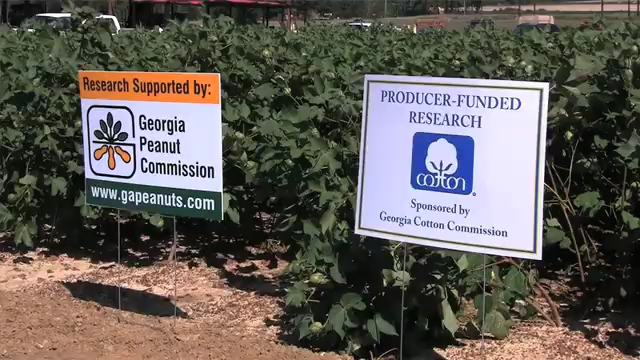 Research Supported by:
Georgia
Peanut
Commission
www.gapeanuts.com
PRODUCER-FUNDED
RESEARCH
cotton
®
Sponsored by
Georgia Cotton Commission